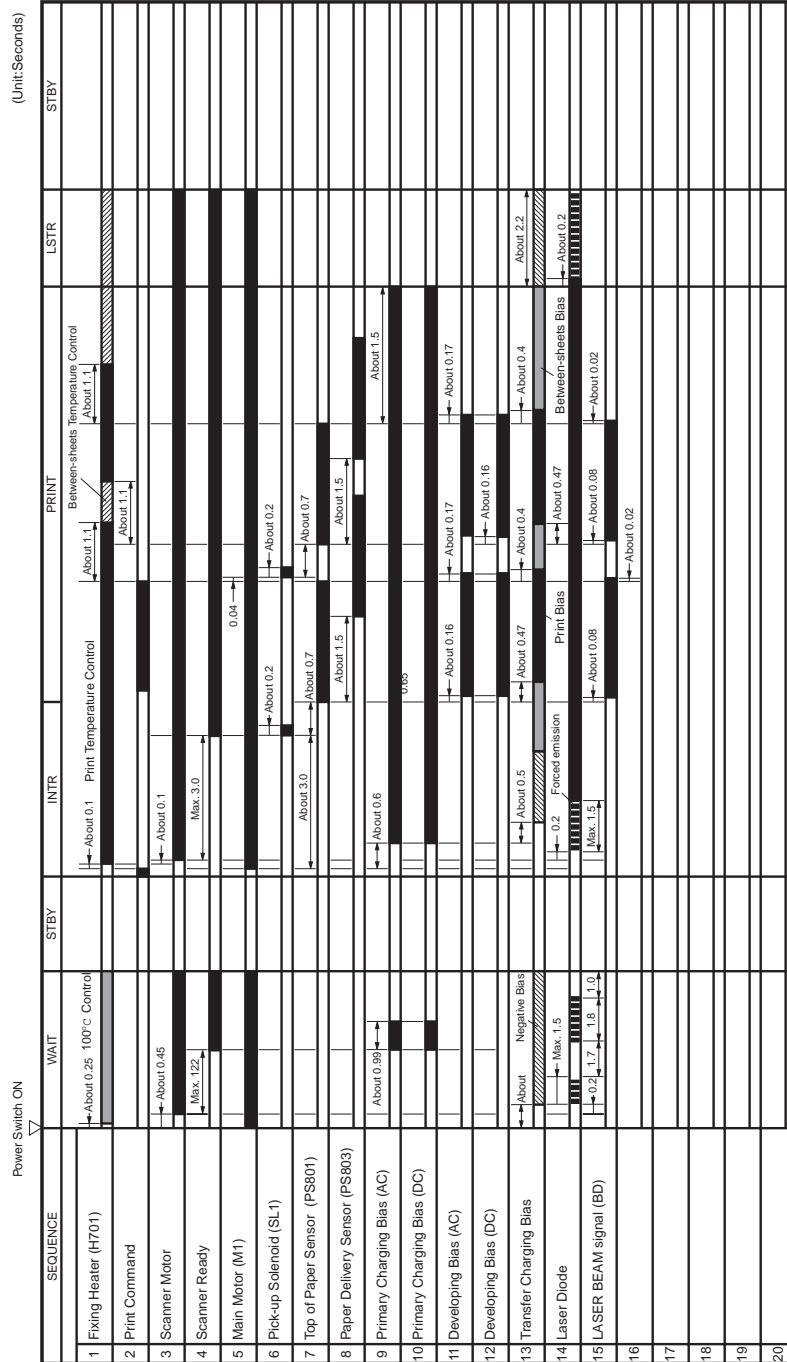 (Unit:Seconds)
Power Switch ON
SEQUENCE WAIT STBY INTR PRINT LSTR STBY
1 Fixing Heater (H701) About 0.25 100°C Control About 0.1 Print Temperature Control About 1.1 Between-sheets Temperature Control About 1.1
2 Print Command About 1.1
3 Scanner Motor About 0.45 About 0.1
4 Scanner Ready Max. 122 Max. 3.0
5 Main Motor (M1) 0.04
6 Pick-up Solenoid (SL1) About 0.2 About 0.2
7 Top of Paper Sensor (PS801) About 3.0 About 0.7 About 0.7
8 Paper Delivery Sensor (PS803) About 1.5 About 1.5
9 Primary Charging Bias (AC) About 0.99 About 0.6 About 1.5
10 Primary Charging Bias (DC)
11 Developing Bias (AC) About 0.16 About 0.17 About 0.17
12 Developing Bias (DC) About 0.16
13 Transfer Charging Bias About Negative Bias About 0.5 About 0.47 About 0.4 About 0.4 About 2.2
14 Laser Diode Max. 1.5 0.2 Forced emission Print Bias About 0.47 Between-sheets Bias About 0.2
15 LASER BEAM signal (BD) 0.2 1.7 1.8 1.0 Max. 1.5 About 0.08 About 0.08 About 0.02
16 About 0.02
17
18
19
20